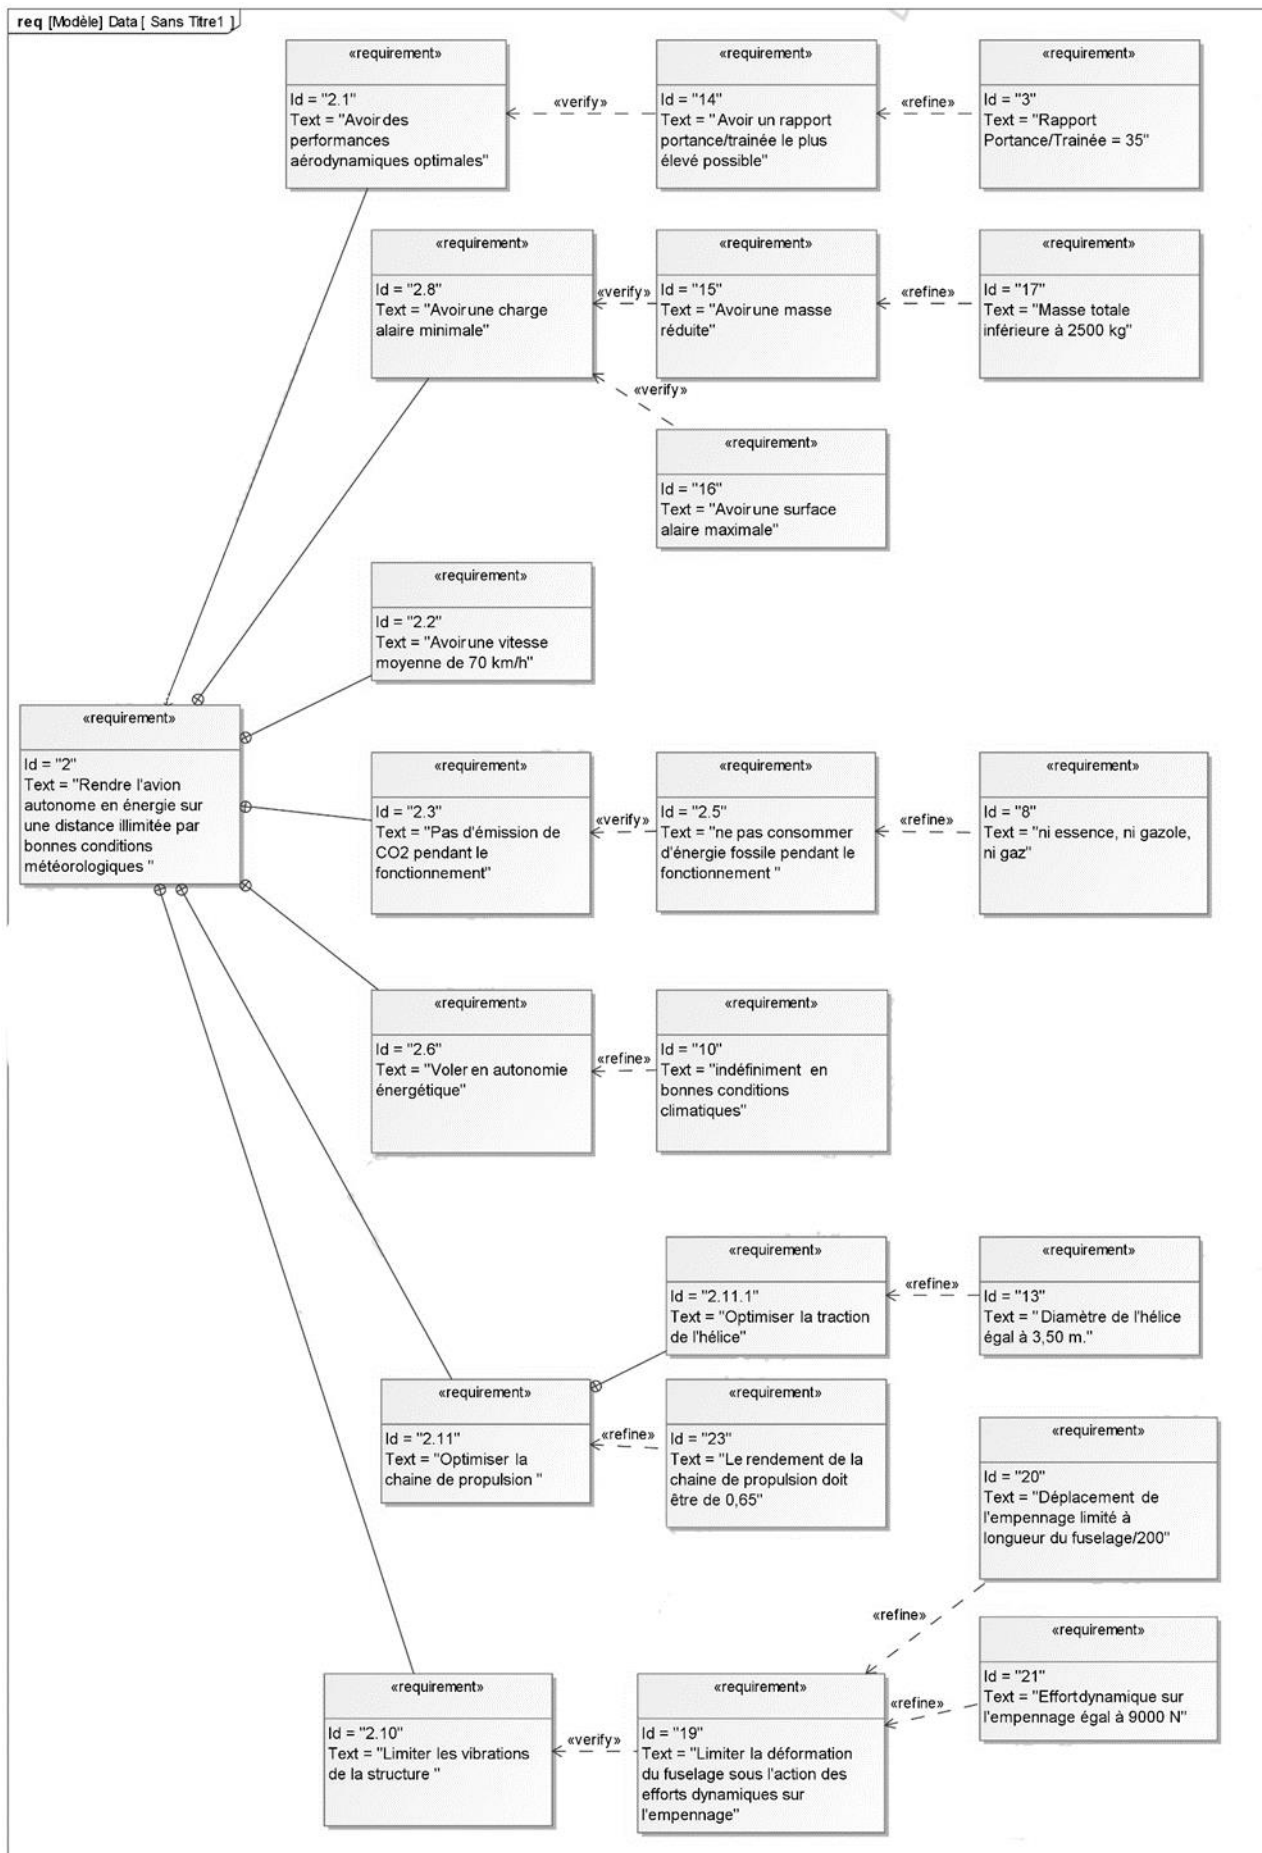 req [Modèle] Data [ Sans Titre1 ]
«requirement»
Id = "2.1"
Text = "Avoir des
performances
aérodynamiques optimales"
«verify»
«requirement»
Id = "14"
Text = "Avoir un rapport
portance/trainée le plus
élevé possible"
«refine»
«requirement»
Id = "3"
Text = "Rapport
Portance/Trainée = 35"
«requirement»
Id = "2.8"
Text = "Avoir une charge
alaire minimale"
«verify»
«requirement»
Id = "15"
Text = "Avoir une masse
réduite"
«refine»
«requirement»
Id = "17"
Text = "Masse totale
inférieure à 2500 kg"
«verify»
«requirement»
Id = "16"
Text = "Avoir une surface
alaire maximale"
«requirement»
Id = "2.2"
Text = "Avoir une vitesse
moyenne de 70 km/h"
«requirement»
Id = "2"
Text = "Rendre l'avion
autonome en énergie sur
une distance illimitée par
bonnes conditions
météorologiques "
«requirement»
Id = "2.3"
Text = "Pas d'émission de
CO2 pendant le
fonctionnement"
«verify»
«requirement»
Id = "2.5"
Text = "ne pas consommer
d'énergie fossile pendant le
fonctionnement "
«refine»
«requirement»
Id = "8"
Text = "ni essence, ni gazole,
ni gaz"
«requirement»
Id = "2.6"
Text = "Voler en autonomie
énergétique"
«refine»
«requirement»
Id = "10"
Text = "indéfiniment en
bonnes conditions
climatiques"
«requirement»
Id = "2.11.1"
Text = "Optimiser la traction
de l'hélice"
«refine»
«requirement»
Id = "13"
Text = " Diamètre de l'hélice
égal à 3,50 m."
«requirement»
Id = "2.11"
Text = "Optimiser la
chaine de propulsion "
«refine»
«requirement»
Id = "23"
Text = "Le rendement de la
chaine de propulsion doit
être de 0,65"
«requirement»
Id = "20"
Text = "Déplacement de
l'empennage limité à
longueur du fuselage/200"
«refine»
«requirement»
Id = "21"
Text = "Effort dynamique sur
l'empennage égal à 9000 N"
«refine»
«requirement»
Id = "2.10"
Text = "Limiter les vibrations
de la structure "
«verify»
«requirement»
Id = "19"
Text = "Limiter la déformation
du fuselage sous l'action des
efforts dynamiques sur
l'empennage"